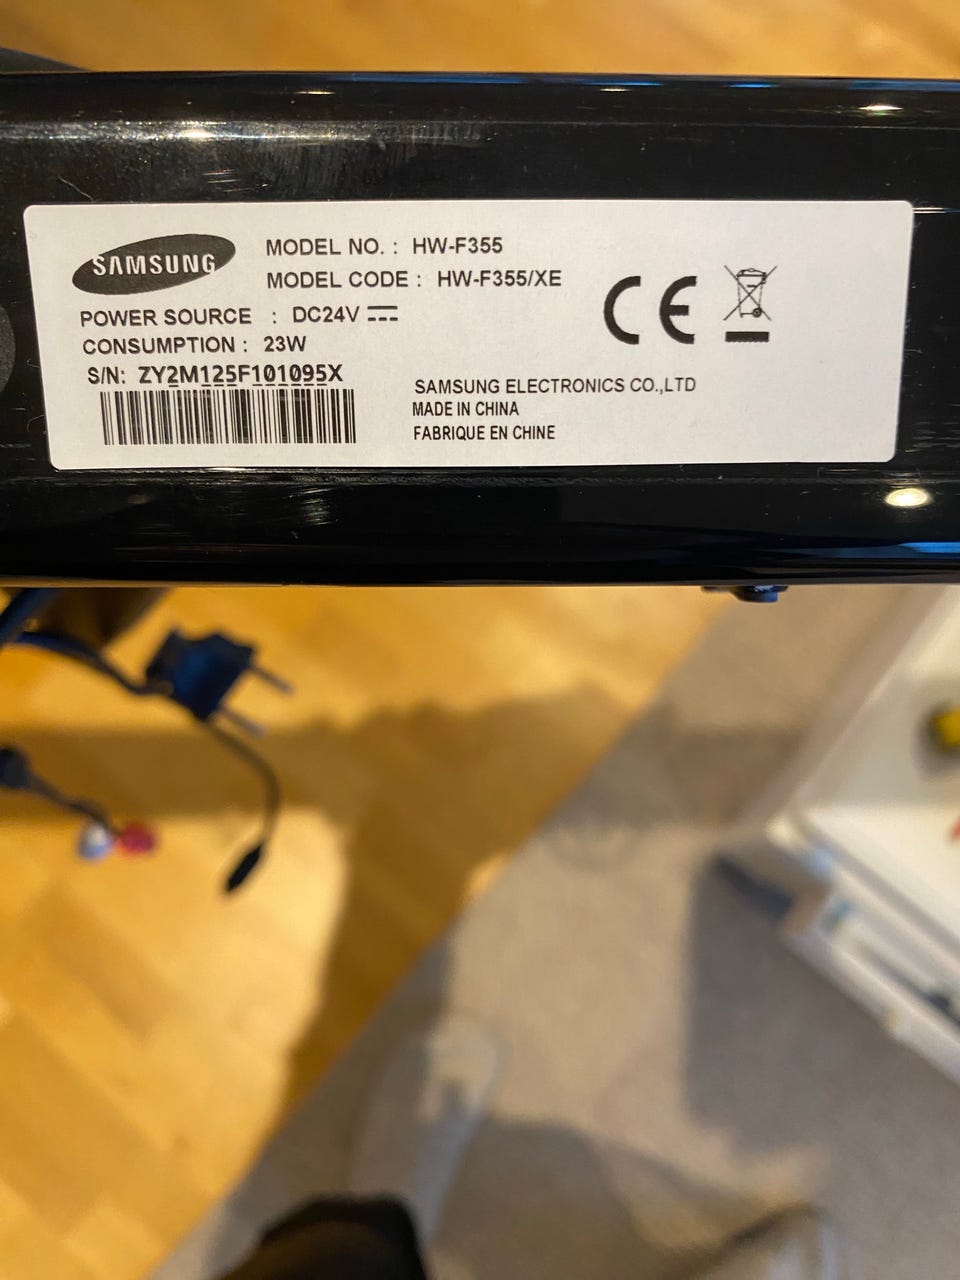 SAMSUNG
MODEL NO. : HW-F355
MODEL CODE : HW-F355/XE
POWER SOURCE : DC24V
CONSUMPTION : 23W
S/N: ZY2M125F101095X
SAMSUNG ELECTRONICS CO.,LTD
MADE IN CHINA
FABRIQUE EN CHINE
CE